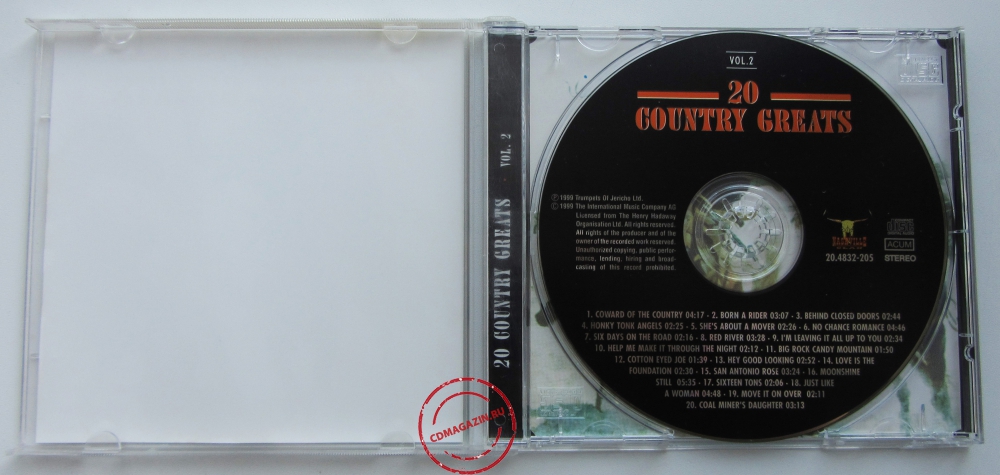 20 COUNTRY GREATS VOL. 2
VOL.2
20
COUNTRY GREATS
Ⓟ 1999 Trumpets Of Jericho Ltd.
© 1999 The International Music Company AG
Licensed from The Henry Hadaway
Organisation Ltd. All rights reserved.
All rights of the producer and of the
owner of the recorded work reserved.
Unauthorized copying, public perfor-
mance, lending, hiring and broad-
casting of this record prohibited.
NASHVILLE
20.4832-205
ACUM
STEREO
1. COWARD OF THE COUNTRY 04:17 - 2. BORN A RIDER 03:07 - 3. BEHIND CLOSED DOORS 02:44
4. HONKY TONK ANGELS 02:25 - 5. SHE'S ABOUT A MOVER 02:26 - 6. NO CHANCE ROMANCE 04:46
7. SIX DAYS ON THE ROAD 02:16 - 8. RED RIVER 03:28 - 9. I'M LEAVING IT ALL UP TO YOU 02:34
10. HELP ME MAKE IT THROUGH THE NIGHT 02:12 - 11. BIG ROCK CANDY MOUNTAIN 01:50
12. COTTON EYED JOE 01:39 - 13. HEY GOOD LOOKING 02:52 - 14. LOVE IS THE
FOUNDATION 02:30 - 15. SAN ANTONIO ROSE 03:24 - 16. MOONSHINE
STILL 05:35 - 17. SIXTEEN TONS 02:06 - 18. JUST LIKE
A WOMAN 04:48 - 19. MOVE IT ON OVER 02:11
20. COAL MINER'S DAUGHTER 03:13
CDMAGAZIN.RU